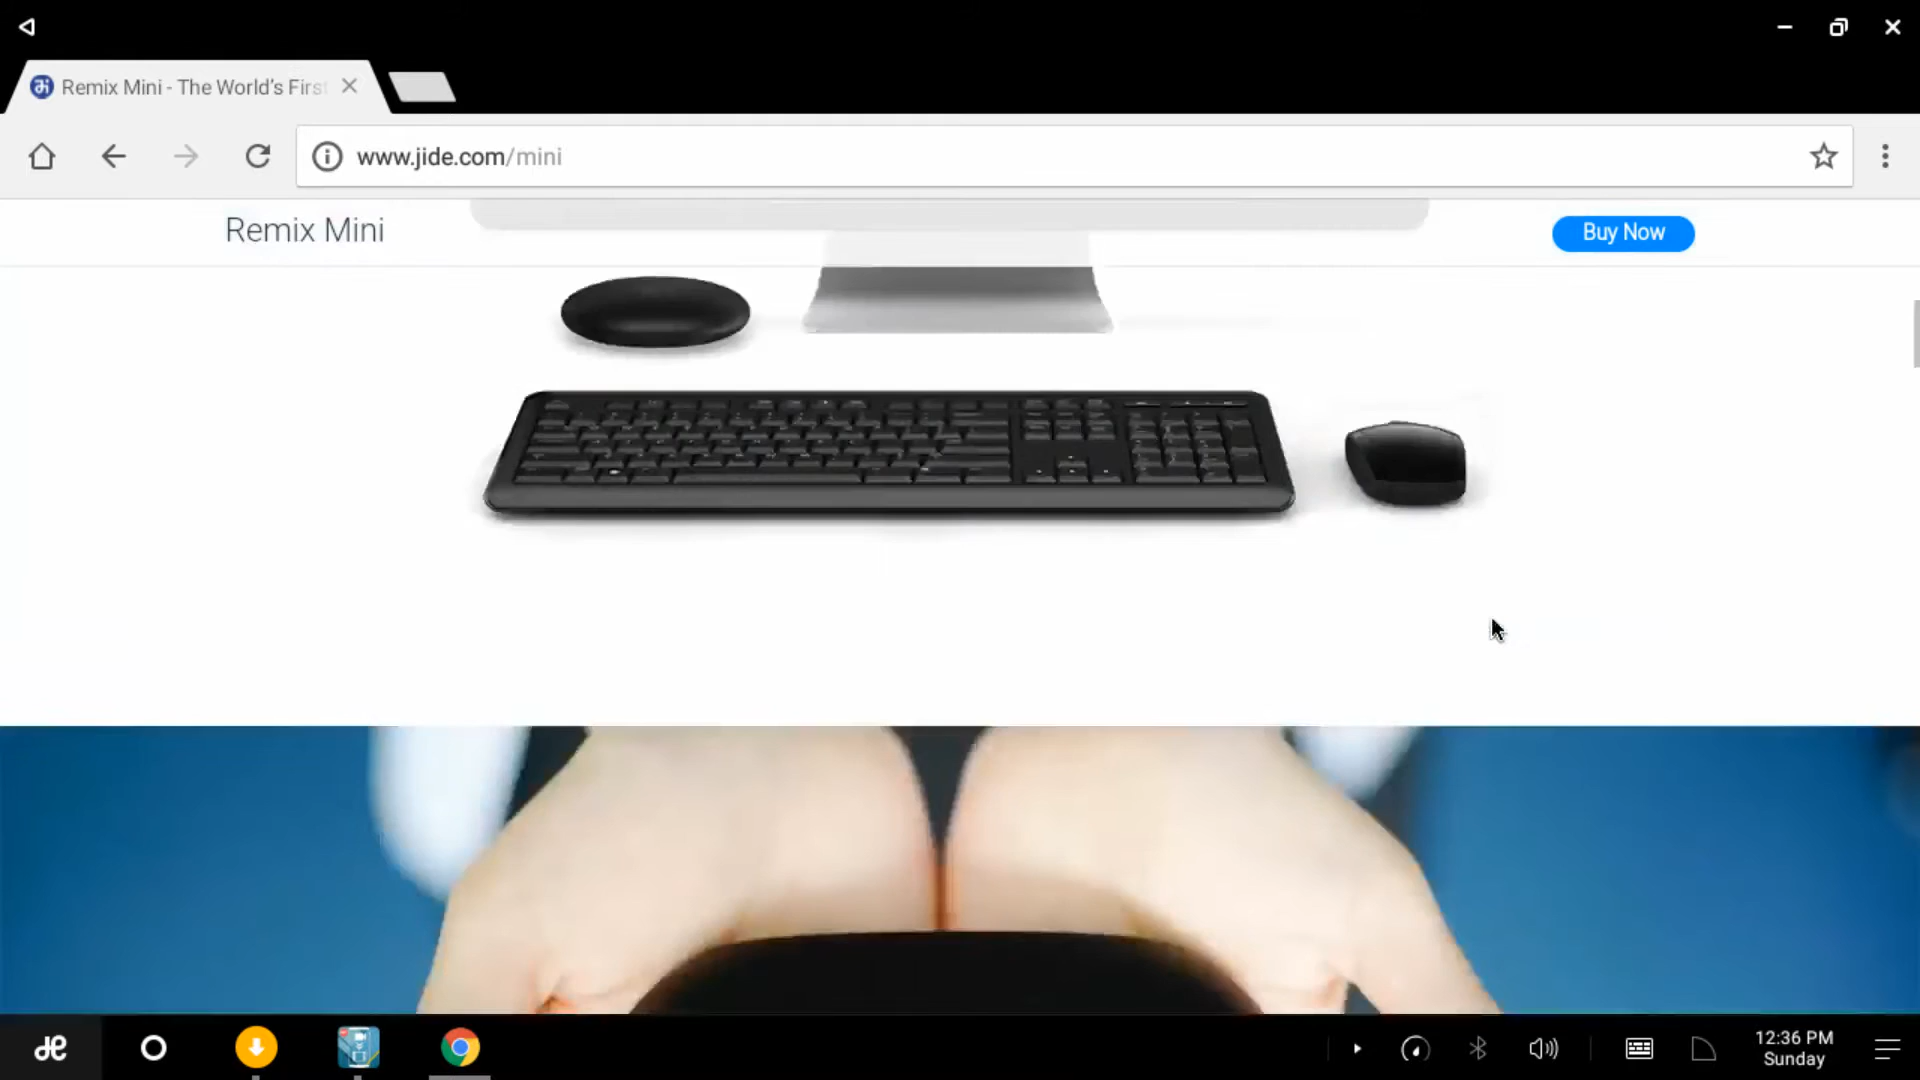 Remix Mini - The World's First
www.jide.com/mini
Remix Mini
Buy Now
12:36 PM
Sunday